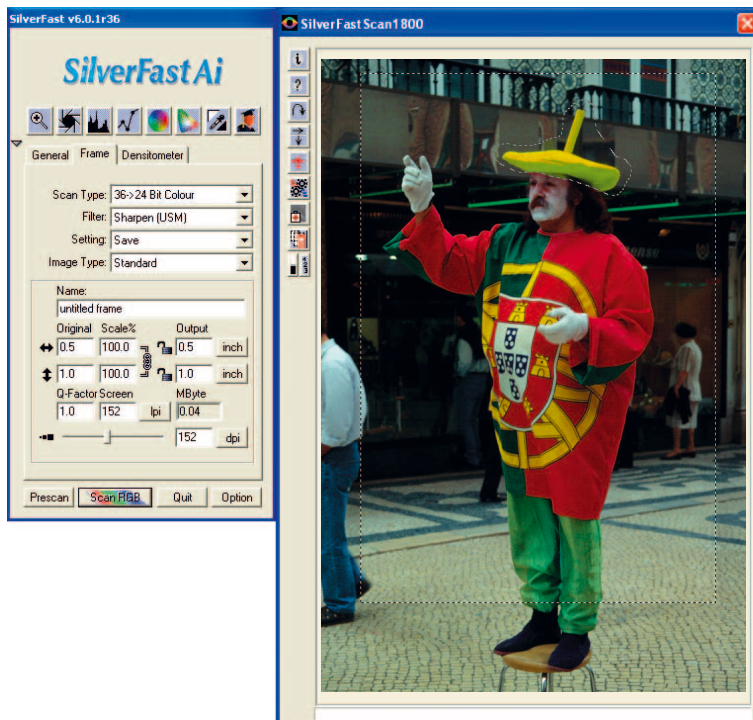 SilverFast v6.0.1r36
SilverFast Ai
General Frame Densitometer
Scan Type: 36->24 Bit Colour
Filter: Sharpen (USM)
Setting: Save
Image Type: Standard
Name:
untitled frame
Original Scale% Output
0.5 100.0 0.5 inch
1.0 100.0 1.0 inch
Q-Factor Screen MByte
1.0 152 lpi 0.04
152 dpi
Prescan Scan RGB Quit Option
SilverFastScan1800
i
?